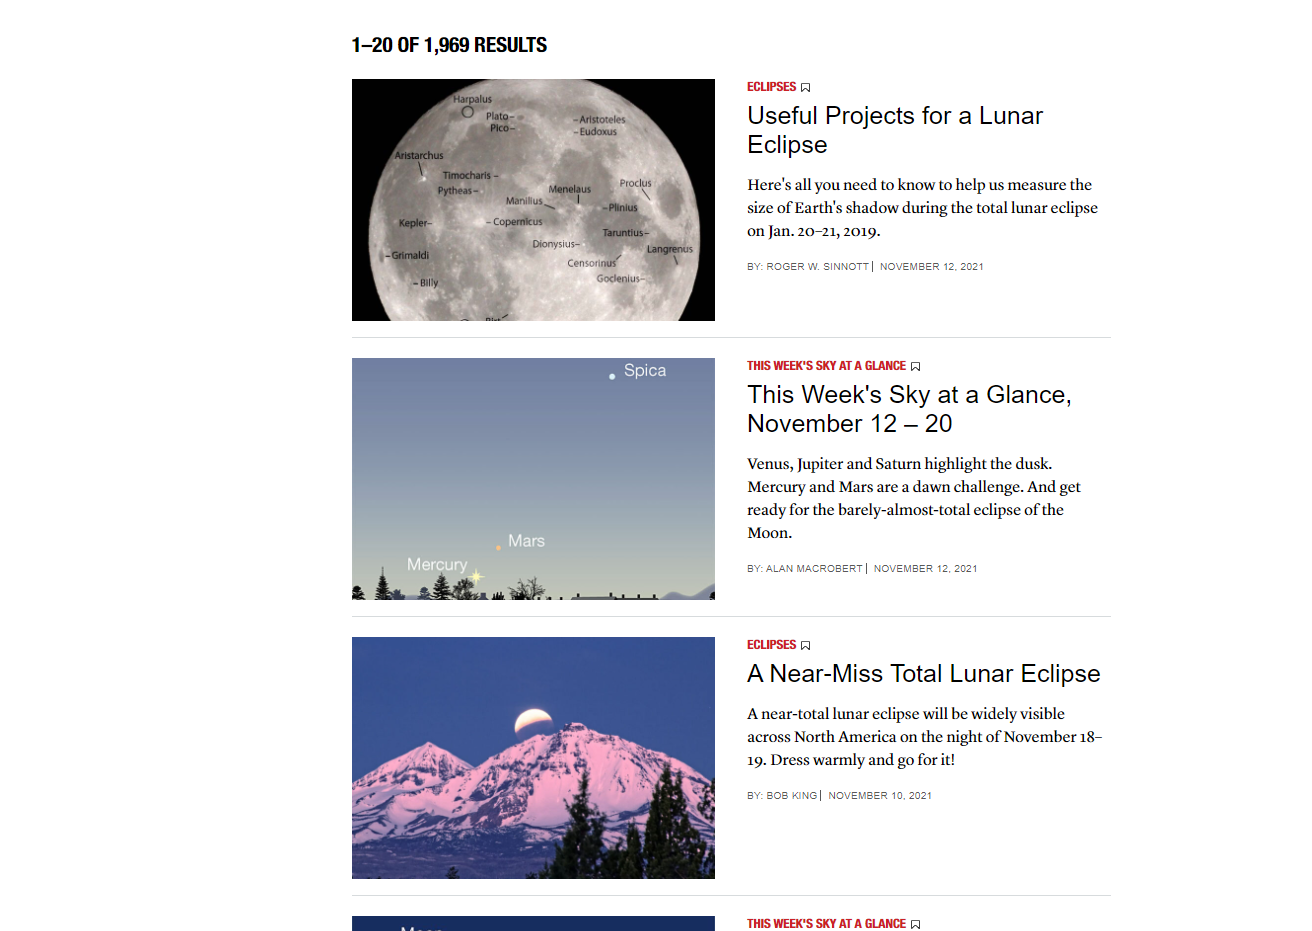 1–20 OF 1,969 RESULTS
Harpalus
Plato–
Pico–
–Aristoteles
–Eudoxus
Aristarchus
Timocharis –
Pytheas–
Menelaus
Proclus
Manilius
–Plinius
Kepler–
– Copernicus
Taruntius–
Dionysius–
Langrenus
–Grimaldi
Censorinus
Goclenius–
–Billy
ECLIPSES
Useful Projects for a Lunar
Eclipse
Here's all you need to know to help us measure the
size of Earth's shadow during the total lunar eclipse
on Jan. 20–21, 2019.
BY: ROGER W. SINNOTT | NOVEMBER 12, 2021
Spica
Mars
Mercury
THIS WEEK'S SKY AT A GLANCE
This Week's Sky at a Glance,
November 12 – 20
Venus, Jupiter and Saturn highlight the dusk.
Mercury and Mars are a dawn challenge. And get
ready for the barely-almost-total eclipse of the
Moon.
BY: ALAN MACROBERT | NOVEMBER 12, 2021
ECLIPSES
A Near-Miss Total Lunar Eclipse
A near-total lunar eclipse will be widely visible
across North America on the night of November 18–
19. Dress warmly and go for it!
BY: BOB KING | NOVEMBER 10, 2021
THIS WEEK'S SKY AT A GLANCE